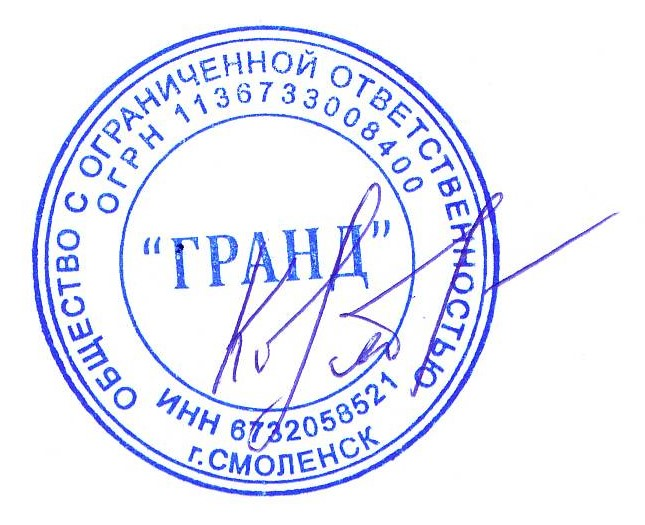 ОБЩЕСТВО С ОГРАНИЧЕННОЙ ОТВЕТСТВЕННОСТЬЮ
ОГРН 1136733008400
“ГРАНД”
ИНН 6732058521
г.СМОЛЕНСК